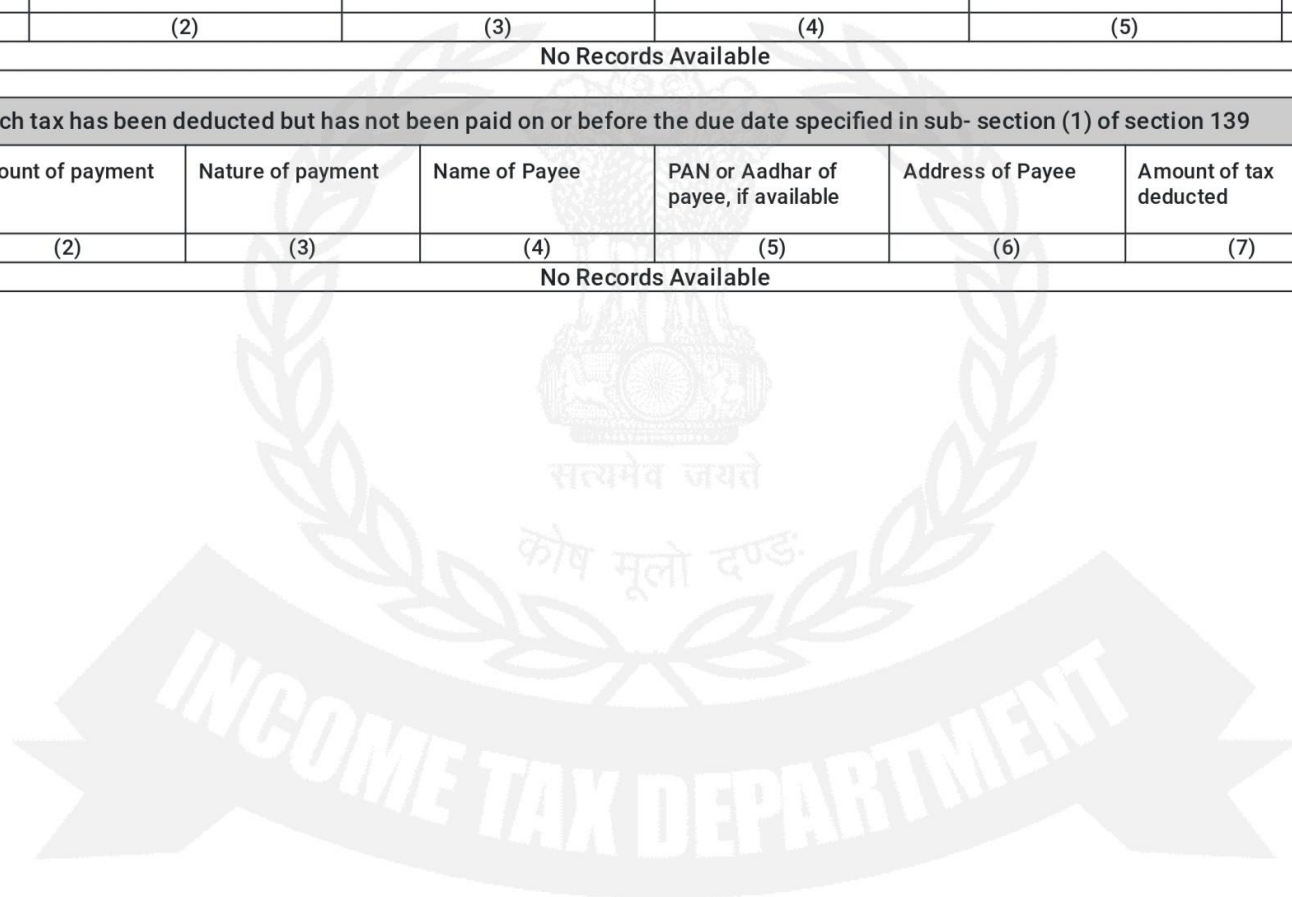 (2) (3) (4) (5)
No Records Available
ch tax has been deducted but has not been paid on or before the due date specified in sub- section (1) of section 139
ount of payment Nature of payment Name of Payee PAN or Aadhar of payee, if available Address of Payee Amount of tax deducted
(2) (3) (4) (5) (6) (7)
No Records Available
सत्यमेव जयते
कोष मूलो दण्डः
INCOME TAX DEPARTMENT